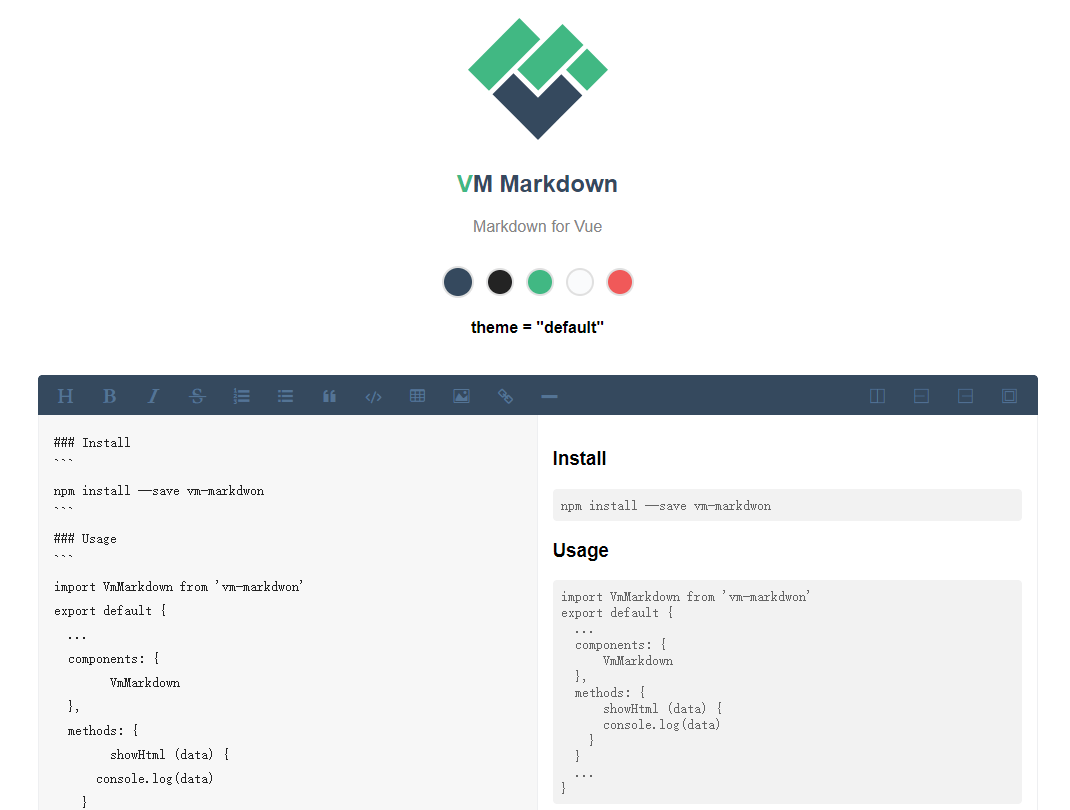 VM Markdown
Markdown for Vue
theme = "default"
H B I S
### Install
```
npm install --save vm-markdwon
```
### Usage
```
import VmMarkdown from 'vm-markdwon'
export default {
  ...
  components: {
        VmMarkdown
  },
  methods: {
        showHtml (data) {
      console.log(data)
    }
Install
npm install --save vm-markdwon
Usage
import VmMarkdown from 'vm-markdwon'
export default {
  ...
  components: {
      VmMarkdown
  },
  methods: {
      showHtml (data) {
      console.log(data)
    }
  }
  ...
}